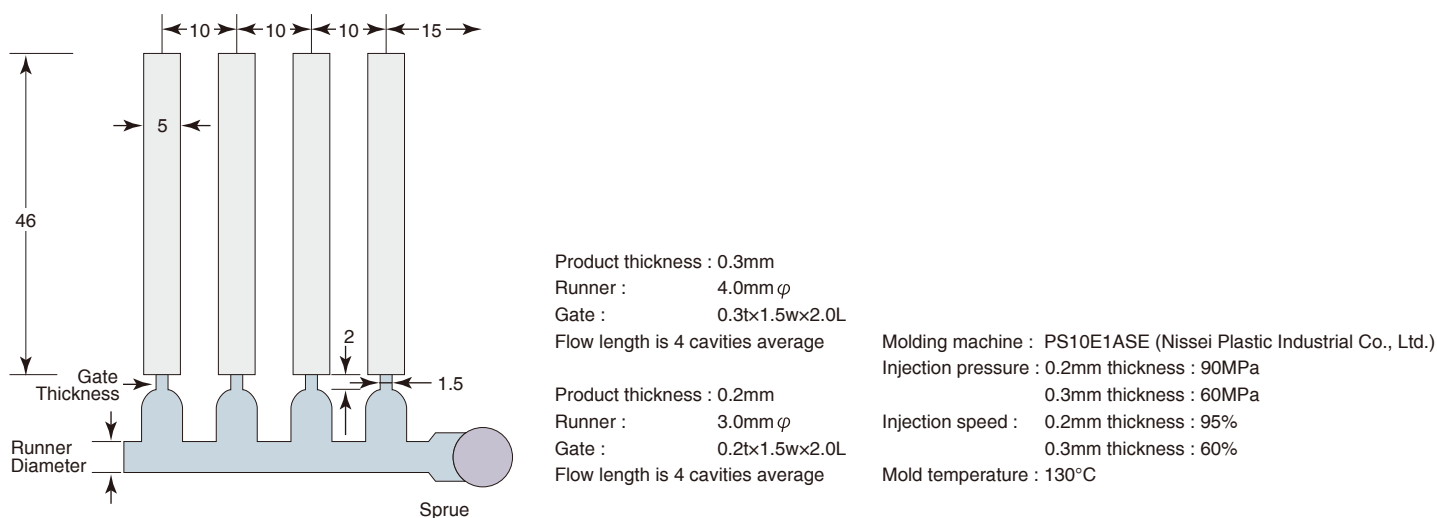 10 10 10 15
46
5
2
1.5
Gate
Thickness
Runner
Diameter
Sprue
Product thickness : 0.3mm
Runner : 4.0mm φ
Gate : 0.3t×1.5w×2.0L
Flow length is 4 cavities average
Product thickness : 0.2mm
Runner : 3.0mm φ
Gate : 0.2t×1.5w×2.0L
Flow length is 4 cavities average
Molding machine : PS10E1ASE (Nissei Plastic Industrial Co., Ltd.)
Injection pressure : 0.2mm thickness : 90MPa
0.3mm thickness : 60MPa
Injection speed : 0.2mm thickness : 95%
0.3mm thickness : 60%
Mold temperature : 130°C